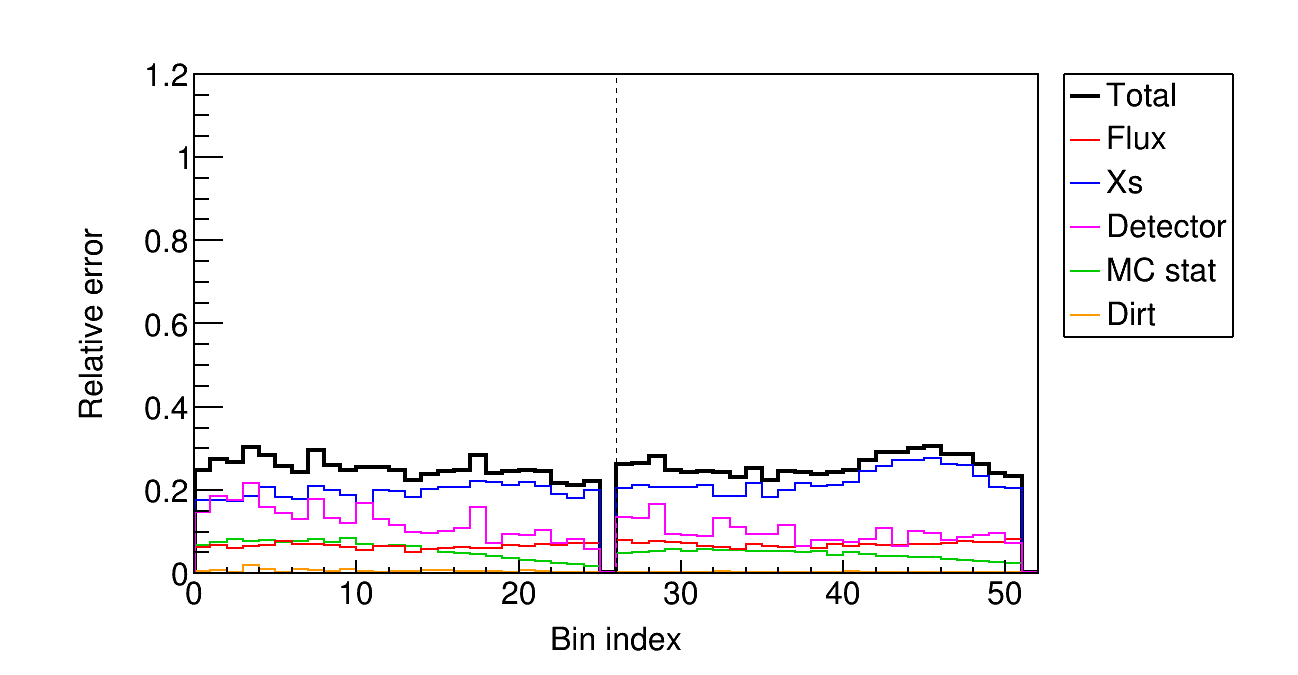 1.2
1
0.8
0.6
0.4
0.2
0
Relative error
0 10 20 30 40 50
Bin index
Total
Flux
Xs
Detector
MC stat
Dirt